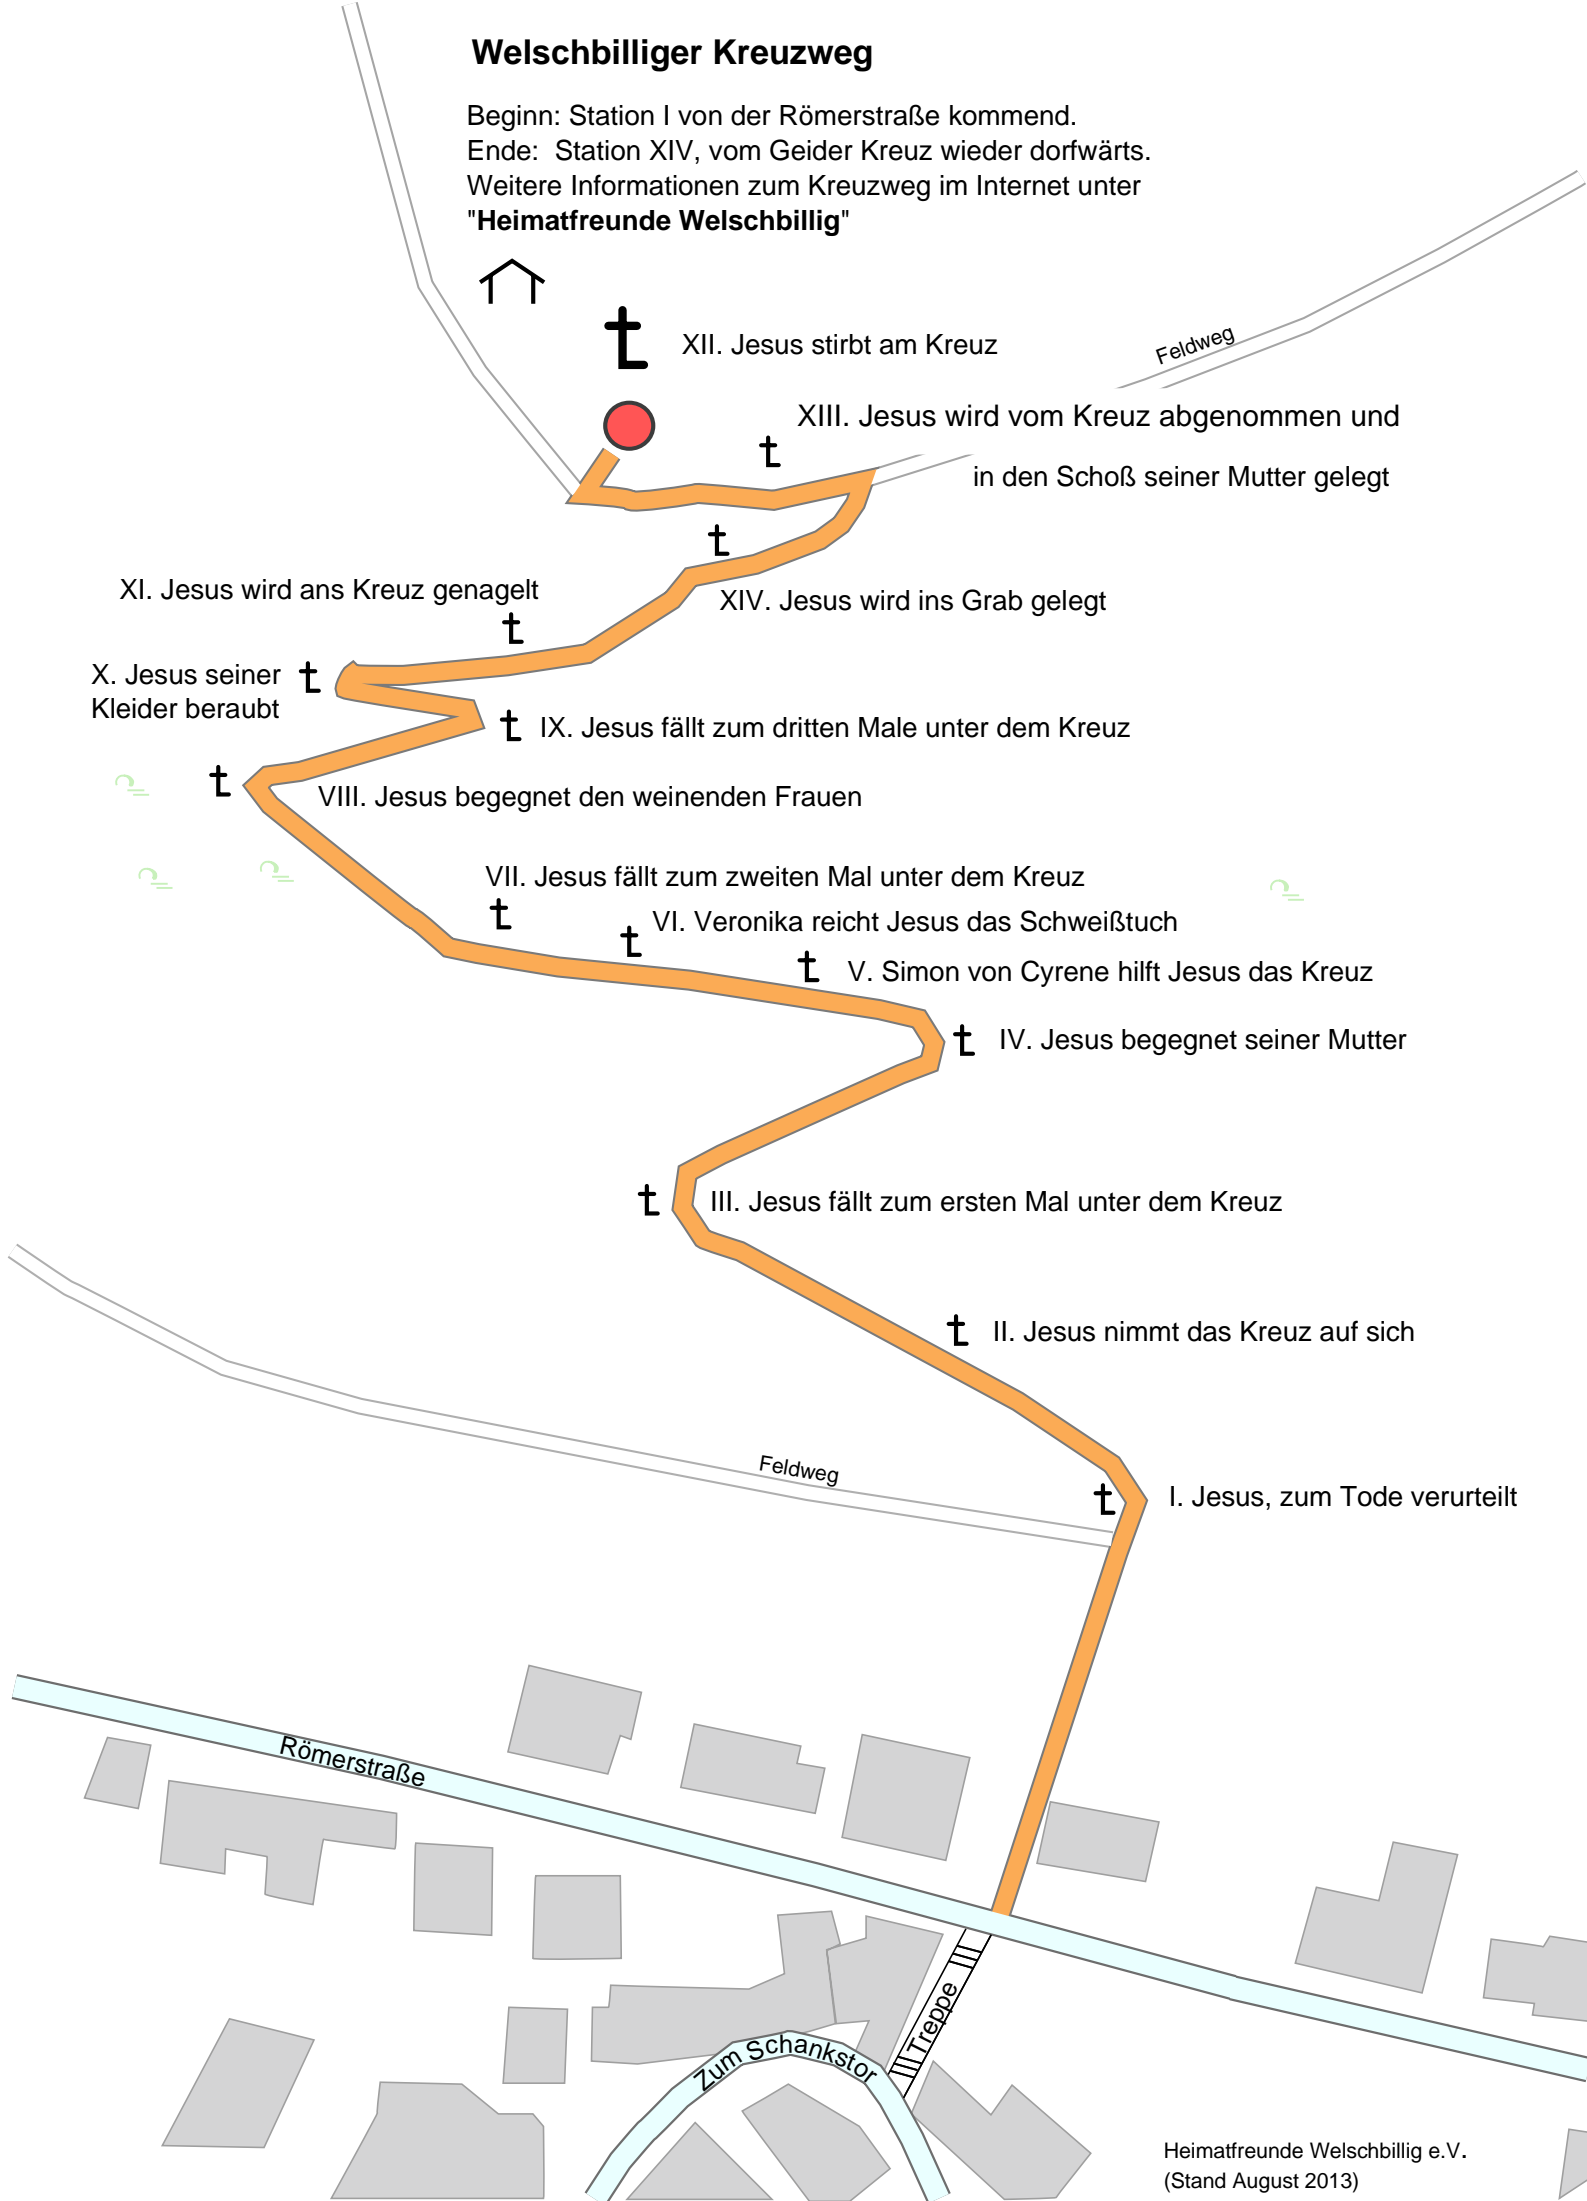 Welschbilliger Kreuzweg
Beginn: Station I von der Römerstraße kommend.
Ende: Station XIV, vom Geider Kreuz wieder dorfwärts.
Weitere Informationen zum Kreuzweg im Internet unter
"Heimatfreunde Welschbillig"
XII. Jesus stirbt am Kreuz
Feldweg
XIII. Jesus wird vom Kreuz abgenommen und
in den Schoß seiner Mutter gelegt
XI. Jesus wird ans Kreuz genagelt
XIV. Jesus wird ins Grab gelegt
X. Jesus seiner
Kleider beraubt
IX. Jesus fällt zum dritten Male unter dem Kreuz
VIII. Jesus begegnet den weinenden Frauen
VII. Jesus fällt zum zweiten Mal unter dem Kreuz
VI. Veronika reicht Jesus das Schweißtuch
V. Simon von Cyrene hilft Jesus das Kreuz
IV. Jesus begegnet seiner Mutter
III. Jesus fällt zum ersten Mal unter dem Kreuz
II. Jesus nimmt das Kreuz auf sich
Feldweg
I. Jesus, zum Tode verurteilt
Römerstraße
Treppe
Zum Schankstor
Heimatfreunde Welschbillig e.V.
(Stand August 2013)